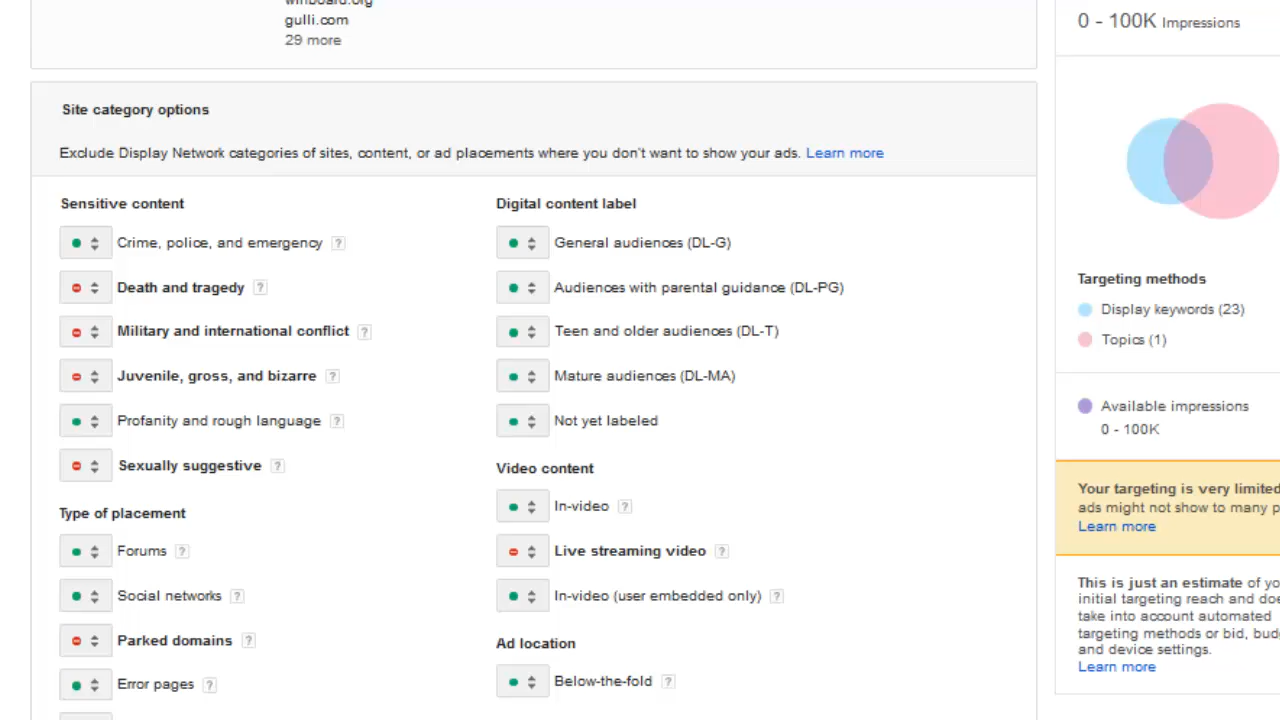 winboard.org
gulli.com
29 more
Site category options
Exclude Display Network categories of sites, content, or ad placements where you don't want to show your ads. Learn more
Sensitive content
Crime, police, and emergency ?
Death and tragedy ?
Military and international conflict ?
Juvenile, gross, and bizarre ?
Profanity and rough language ?
Sexually suggestive ?
Type of placement
Forums ?
Social networks ?
Parked domains ?
Error pages ?
Digital content label
General audiences (DL-G)
Audiences with parental guidance (DL-PG)
Teen and older audiences (DL-T)
Mature audiences (DL-MA)
Not yet labeled
Video content
In-video ?
Live streaming video ?
In-video (user embedded only) ?
Ad location
Below-the-fold ?
0 - 100K Impressions
Targeting methods
Display keywords (23)
Topics (1)
Available impressions
0 - 100K
Your targeting is very limited
ads might not show to many
Learn more
This is just an estimate of
initial targeting reach and
take into account automated
targeting methods or bid,
and device settings.
Learn more